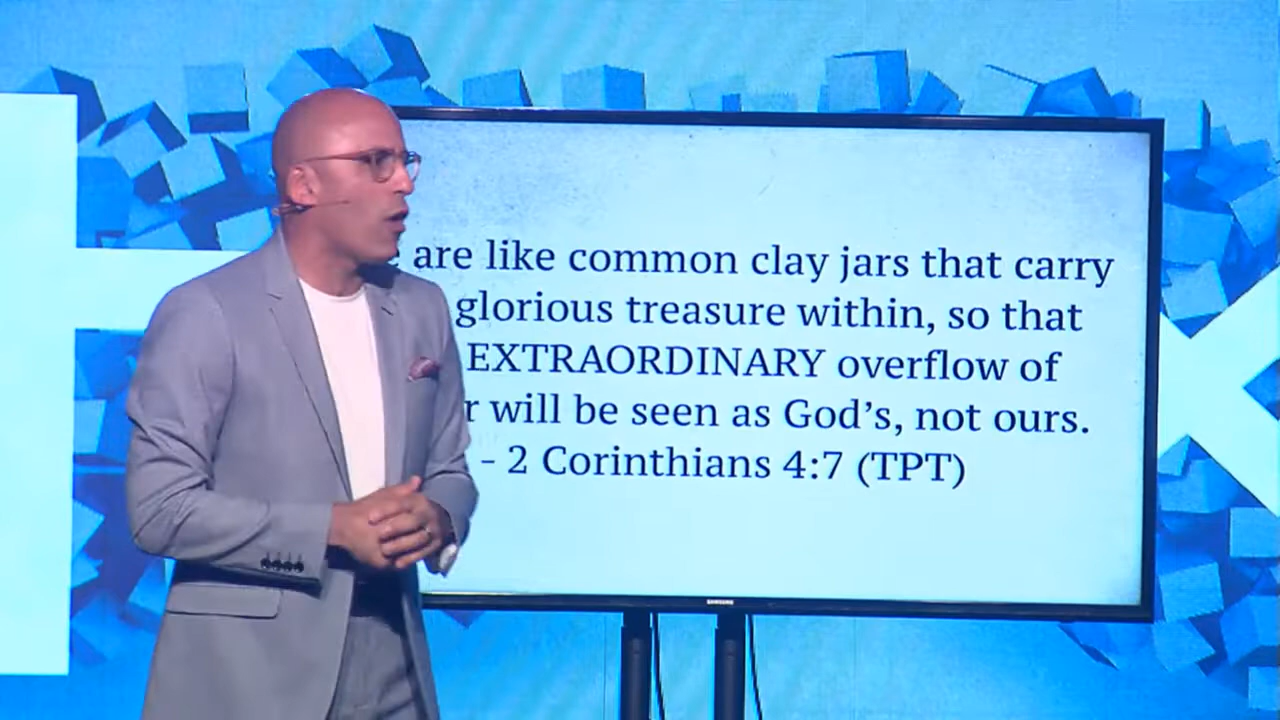 are like common clay jars that carry
glorious treasure within, so that
EXTRAORDINARY overflow of
r will be seen as God's, not ours.
- 2 Corinthians 4:7 (TPT)
SAMSUNG